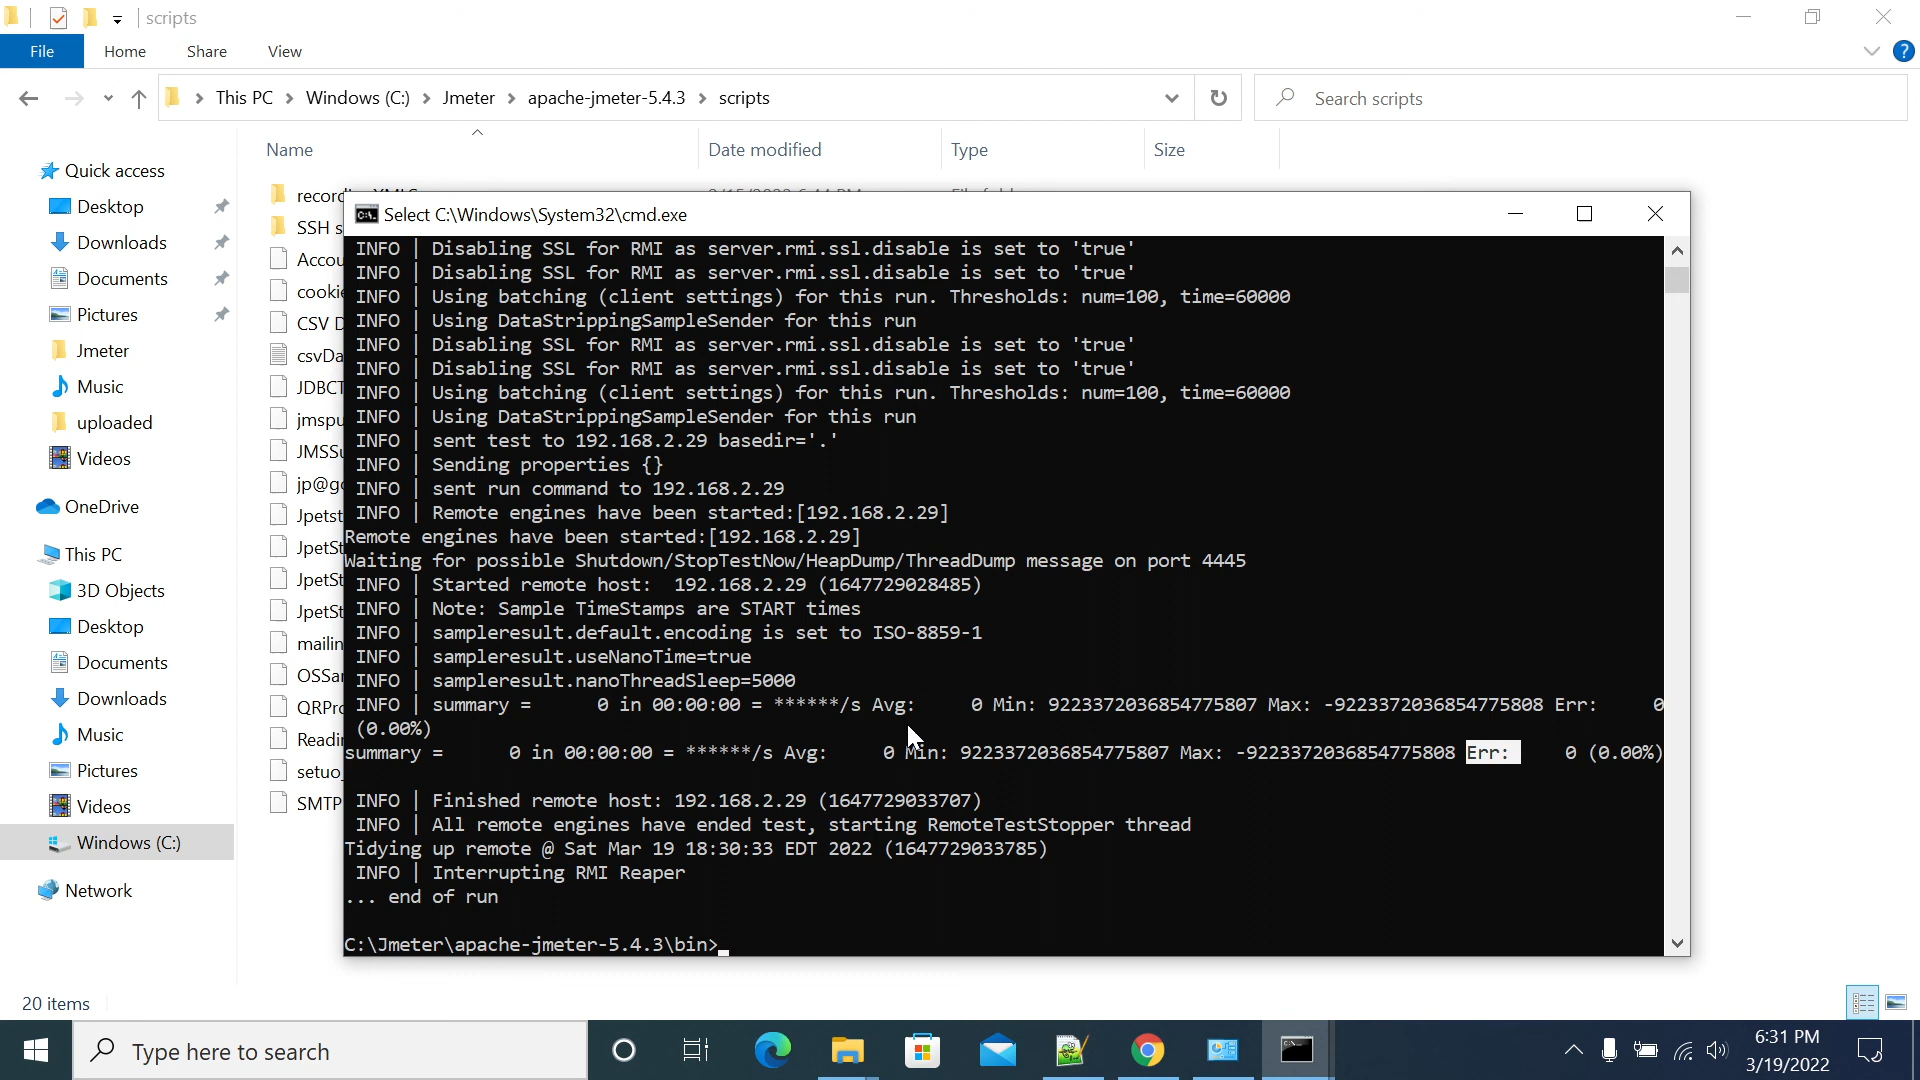 scripts
File Home Share View
This PC Windows (C:) Jmeter apache-jmeter-5.4.3 scripts
Search scripts
Name Date modified Type Size
Quick access
Desktop
Downloads
Documents
Pictures
Jmeter
Music
uploaded
Videos
OneDrive
This PC
3D Objects
Desktop
Documents
Downloads
Music
Pictures
Videos
Windows (C:)
Network
SSH s
Accou
cookie
CSV D
csvDa
JDBCT
jmspu
JMSSu
jp@g
Jpetst
JpetSt
JpetSt
JpetSt
mailin
OSSa
QRPr
Readi
setuo
SMTP
Select C:\Windows\System32\cmd.exe
INFO | Disabling SSL for RMI as server.rmi.ssl.disable is set to 'true'
INFO | Disabling SSL for RMI as server.rmi.ssl.disable is set to 'true'
INFO | Using batching (client settings) for this run. Thresholds: num=100, time=60000
INFO | Using DataStrippingSampleSender for this run
INFO | Disabling SSL for RMI as server.rmi.ssl.disable is set to 'true'
INFO | Disabling SSL for RMI as server.rmi.ssl.disable is set to 'true'
INFO | Using batching (client settings) for this run. Thresholds: num=100, time=60000
INFO | Using DataStrippingSampleSender for this run
INFO | sent test to 192.168.2.29 basedir='.'
INFO | Sending properties {}
INFO | sent run command to 192.168.2.29
INFO | Remote engines have been started:[192.168.2.29]
Remote engines have been started:[192.168.2.29]
Waiting for possible Shutdown/StopTestNow/HeapDump/ThreadDump message on port 4445
INFO | Started remote host: 192.168.2.29 (1647729028485)
INFO | Note: Sample TimeStamps are START times
INFO | sampleresult.default.encoding is set to ISO-8859-1
INFO | sampleresult.useNanoTime=true
INFO | sampleresult.nanoThreadSleep=5000
INFO | summary = 0 in 00:00:00 = ******/s Avg: 0 Min: 9223372036854775807 Max: -9223372036854775808 Err: 0
(0.00%)
summary = 0 in 00:00:00 = ******/s Avg: 0 Min: 9223372036854775807 Max: -9223372036854775808 Err: 0 (0.00%)
INFO | Finished remote host: 192.168.2.29 (1647729033707)
INFO | All remote engines have ended test, starting RemoteTestStopper thread
Tidying up remote @ Sat Mar 19 18:30:33 EDT 2022 (1647729033785)
INFO | Interrupting RMI Reaper
... end of run
C:\Jmeter\apache-jmeter-5.4.3\bin>
20 items
Type here to search
6:31 PM
3/19/2022